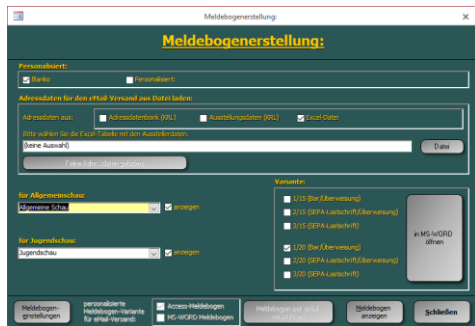 Meldebogenerstellung:
Meldebogenerstellung:
Personalisiert:
Blanko
Personalisiert:
Adressdaten für den eMail-Versand aus Datei laden:
Adressdaten aus:
Adressdatenbank (KRL)
Ausstellungsdaten (KRL)
Excel-Datei
Bitte wählen Sie die Excel-Tabelle mit den Ausstellerdaten.
(keine Auswahl)
Datei
für Allgemeinschau:
Allgemeine Schau
anzeigen
für Jugendschau:
Jugendschau
anzeigen
Variante:
1/15 (Bar/Überweisung)
2/15 (SEPA-Lastschrift/Überweisung)
3/15 (SEPA-Lastschrift)
1/20 (Bar/Überweisung)
2/20 (SEPA-Lastschrift/Überweisung)
3/20 (SEPA-Lastschrift)
in MS-WORD
öffnen
Meldebogen-
einstellungen
personalisierte
Meldebogen-Variante
für eMail-Versand:
Access-Meldebogen
MS-WORD Meldebogen
Meldebogen per email
Meldebogen
anzeigen
Schließen